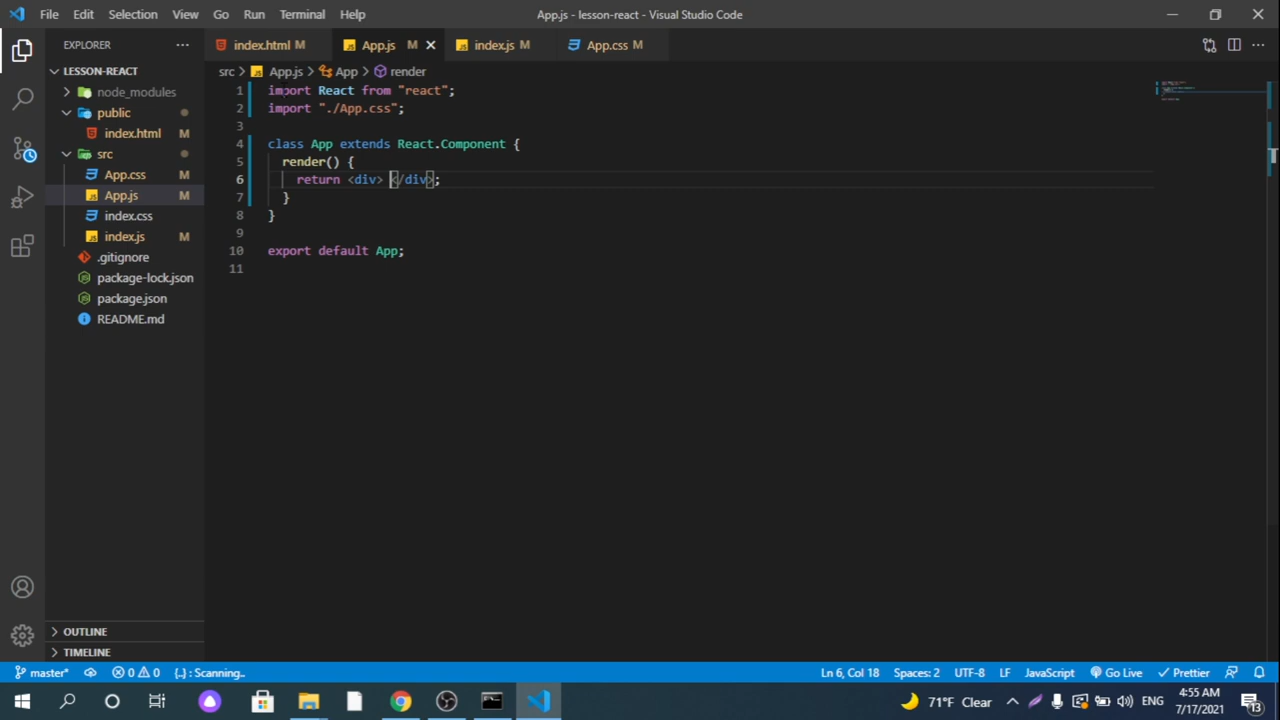 File Edit Selection View Go Run Terminal Help
App.js - lesson-react - Visual Studio Code
EXPLORER
index.html M
App.js M
index.js M
App.css M
LESSON-REACT
node_modules
public
index.html M
src
App.css M
App.js M
index.css
index.js M
.gitignore
package-lock.json
package.json
README.md
OUTLINE
TIMELINE
src > App.js > App > render
1 import React from "react";
2 import "./App.css";
3
4 class App extends React.Component {
5 render() {
6 return <div> </div>;
7 }
8 }
9
10 export default App;
11
master* 0 0 {..} : Scanning.. Ln 6, Col 18 Spaces: 2 UTF-8 LF JavaScript Go Live Prettier
71°F Clear ENG
4:55 AM
7/17/2021
13